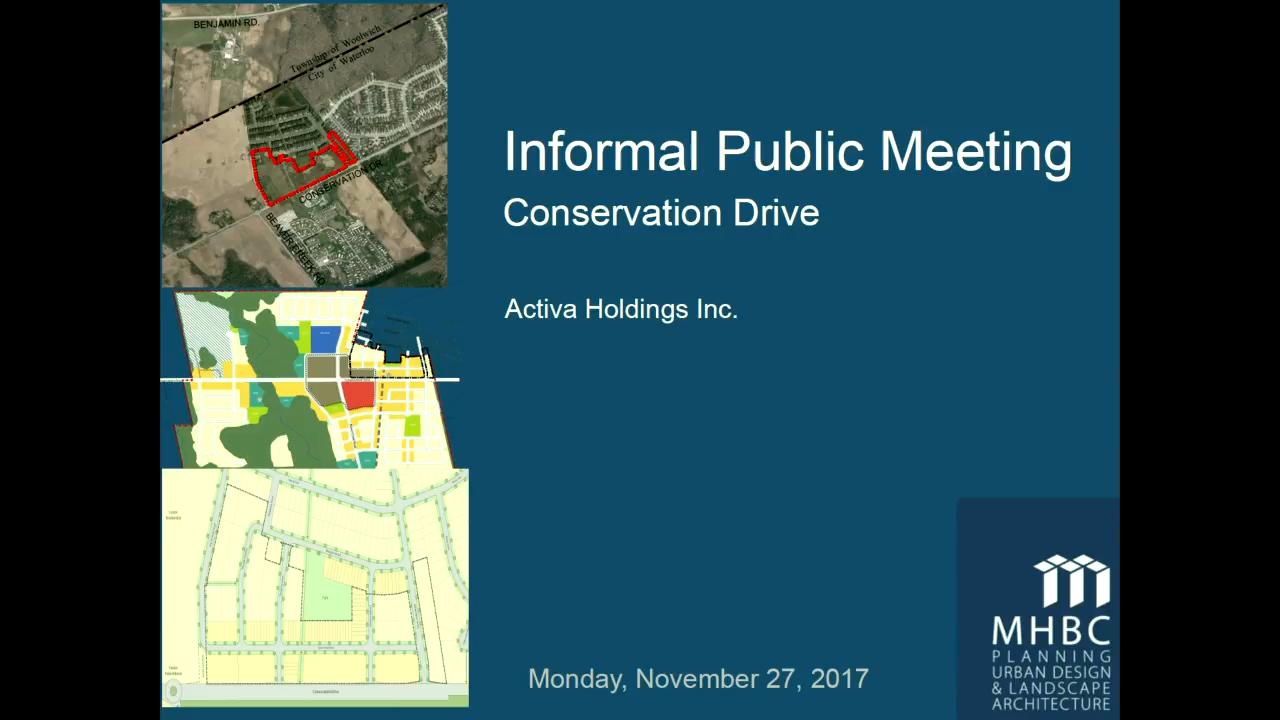 BENJAMIN RD.
Township of Woolwich
City of Waterloo
CONSERVATION DR.
BEAVER CREEK RD
Informal Public Meeting
Conservation Drive
Activa Holdings Inc.
Monday, November 27, 2017
MHBC
PLANNING
URBAN DESIGN
& LANDSCAPE
ARCHITECTURE